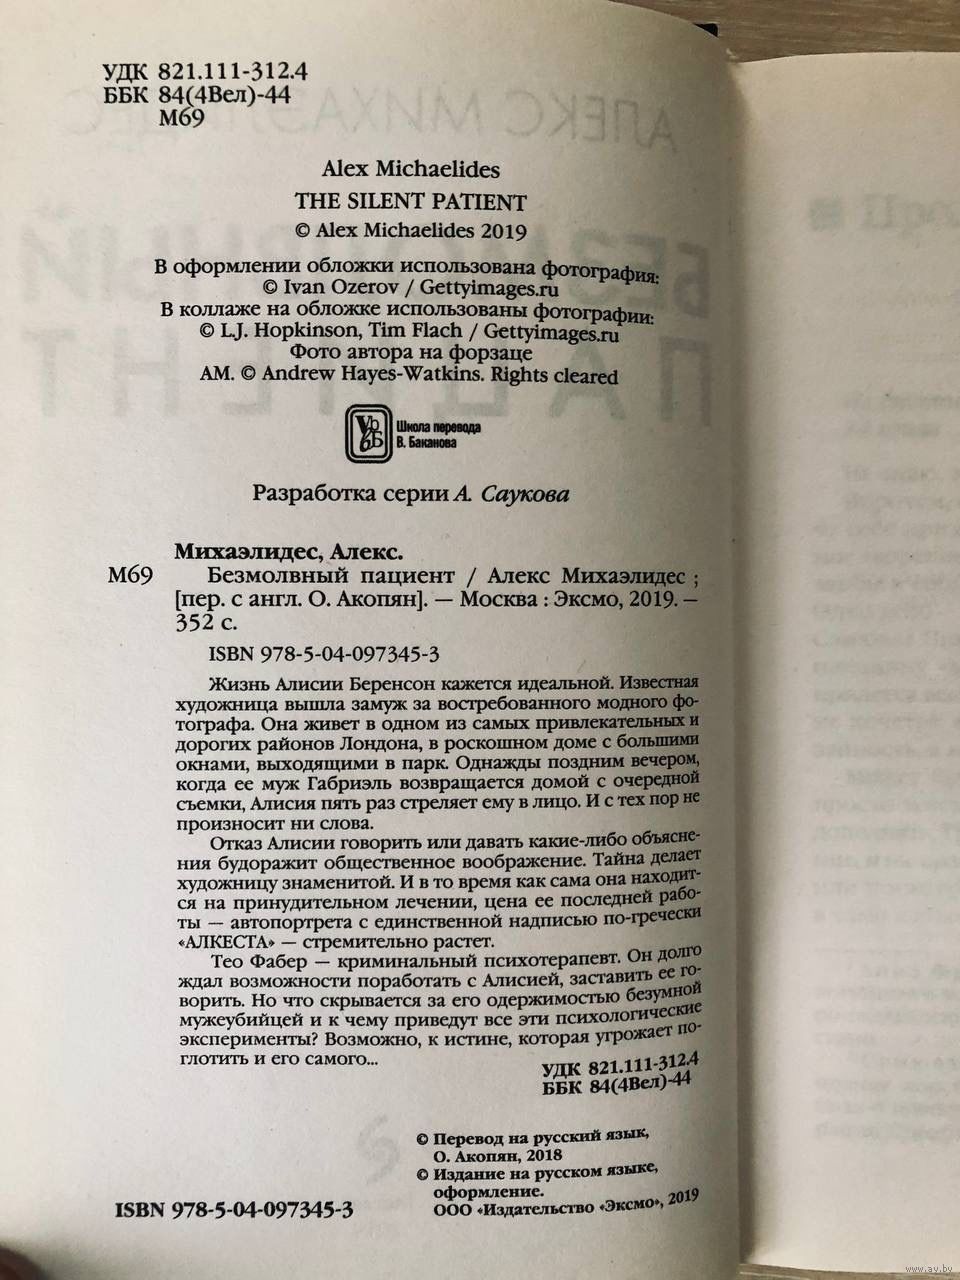 УДК 821.111-312.4
ББК 84(4Вел)-44
М69
Alex Michaelides
THE SILENT PATIENT
© Alex Michaelides 2019
В оформлении обложки использована фотография:
© Ivan Ozerov / Gettyimages.ru
В коллаже на обложке использованы фотографии:
© L.J. Hopkinson, Tim Flach / Gettyimages.ru
Фото автора на форзаце
AM. © Andrew Hayes-Watkins. Rights cleared
Школа перевода
В. Баканова
Разработка серии А. Саукова
Михаэлидес, Алекс.
М69 Безмолвный пациент / Алекс Михаэлидес ;
[пер. с англ. О. Акопян]. — Москва : Эксмо, 2019. —
352 с.
ISBN 978-5-04-097345-3
Жизнь Алисии Беренсон кажется идеальной. Известная
художница вышла замуж за востребованного модного фо-
тографа. Она живет в одном из самых привлекательных и
дорогих районов Лондона, в роскошном доме с большими
окнами, выходящими в парк. Однажды поздним вечером,
когда ее муж Габриэль возвращается домой с очередной
съемки, Алисия пять раз стреляет ему в лицо. И с тех пор не
произносит ни слова.
Отказ Алисии говорить или давать какие-либо объясне-
ния будоражит общественное воображение. Тайна делает
художницу знаменитой. И в то время как сама она находит-
ся на принудительном лечении, цена ее последней рабо-
ты — автопортрета с единственной надписью по-гречески
«АЛКЕСТА» — стремительно растет.
Тео Фабер — криминальный психотерапевт. Он долго
ждал возможности поработать с Алисией, заставить ее го-
ворить. Но что скрывается за его одержимостью безумной
мужеубийцей и к чему приведут все эти психологические
эксперименты? Возможно, к истине, которая угрожает по-
глотить и его самого...
УДК 821.111-312.4
ББК 84(4Вел)-44
© Перевод на русский язык,
О. Акопян, 2018
© Издание на русском языке,
оформление.
ООО «Издательство «Эксмо», 2019
ISBN 978-5-04-097345-3
www.ay.by